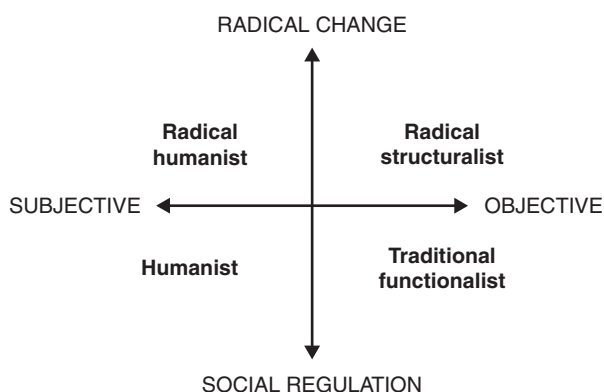 RADICAL CHANGE
Radical
humanist
Radical
structuralist
SUBJECTIVE
OBJECTIVE
Humanist
Traditional
functionalist
SOCIAL REGULATION